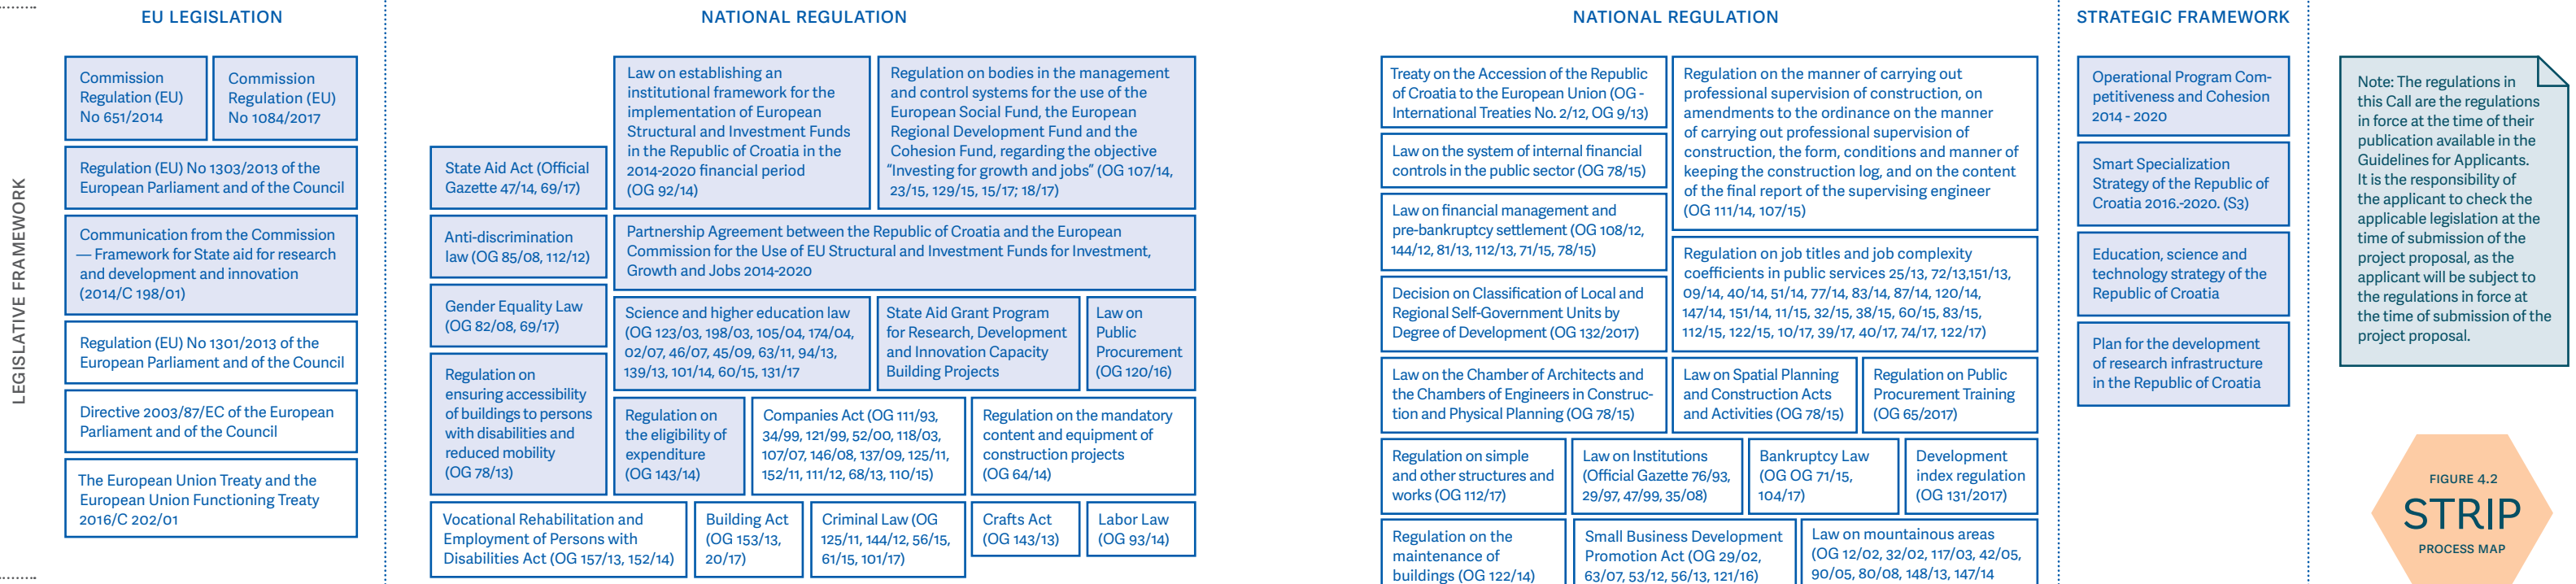 LEGISLATIVE FRAMEWORK
EU LEGISLATION
Commission
Regulation (EU)
No 651/2014
Commission
Regulation (EU)
No 1084/2017
Regulation (EU) No 1303/2013 of the
European Parliament and of the Council
Communication from the Commission
— Framework for State aid for research
and development and innovation
(2014/C 198/01)
Regulation (EU) No 1301/2013 of the
European Parliament and of the Council
Directive 2003/87/EC of the European
Parliament and of the Council
The European Union Treaty and the
European Union Functioning Treaty
2016/C 202/01
NATIONAL REGULATION
State Aid Act (Official
Gazette 47/14, 69/17)
Anti-discrimination
law (OG 85/08, 112/12)
Gender Equality Law
(OG 82/08, 69/17)
Regulation on
ensuring accessibility
of buildings to persons
with disabilities and
reduced mobility
(OG 78/13)
Law on establishing an
institutional framework for the
implementation of European
Structural and Investment Funds
in the Republic of Croatia in the
2014-2020 financial period
(OG 92/14)
Regulation on bodies in the management
and control systems for the use of the
European Social Fund, the European
Regional Development Fund and the
Cohesion Fund, regarding the objective
“Investing for growth and jobs” (OG 107/14,
23/15, 129/15, 15/17; 18/17)
Partnership Agreement between the Republic of Croatia and the European
Commission for the Use of EU Structural and Investment Funds for Investment,
Growth and Jobs 2014-2020
Science and higher education law
(OG 123/03, 198/03, 105/04, 174/04,
02/07, 46/07, 45/09, 63/11, 94/13,
139/13, 101/14, 60/15, 131/17
State Aid Grant Program
for Research, Development
and Innovation Capacity
Building Projects
Law on
Public
Procurement
(OG 120/16)
Regulation on
the eligibility of
expenditure
(OG 143/14)
Companies Act (OG 111/93,
34/99, 121/99, 52/00, 118/03,
107/07, 146/08, 137/09, 125/11,
152/11, 111/12, 68/13, 110/15)
Regulation on the mandatory
content and equipment of
construction projects
(OG 64/14)
Vocational Rehabilitation and
Employment of Persons with
Disabilities Act (OG 157/13, 152/14)
Building Act
(OG 153/13,
20/17)
Criminal Law (OG
125/11, 144/12, 56/15,
61/15, 101/17)
Crafts Act
(OG 143/13)
Labor Law
(OG 93/14)
NATIONAL REGULATION
Treaty on the Accession of the Republic
of Croatia to the European Union (OG -
International Treaties No. 2/12, OG 9/13)
Law on the system of internal financial
controls in the public sector (OG 78/15)
Law on financial management and
pre-bankruptcy settlement (OG 108/12,
144/12, 81/13, 112/13, 71/15, 78/15)
Decision on Classification of Local and
Regional Self-Government Units by
Degree of Development (OG 132/2017)
Regulation on the manner of carrying out
professional supervision of construction, on
amendments to the ordinance on the manner
of carrying out professional supervision of
construction, the form, conditions and manner of
keeping the construction log, and on the content
of the final report of the supervising engineer
(OG 111/14, 107/15)
Regulation on job titles and job complexity
coefficients in public services 25/13, 72/13,151/13,
09/14, 40/14, 51/14, 77/14, 83/14, 87/14, 120/14,
147/14, 151/14, 11/15, 32/15, 38/15, 60/15, 83/15,
112/15, 122/15, 10/17, 39/17, 40/17, 74/17, 122/17)
Law on the Chamber of Architects and
the Chambers of Engineers in Construc-
tion and Physical Planning (OG 78/15)
Law on Spatial Planning
and Construction Acts
and Activities (OG 78/15)
Regulation on Public
Procurement Training
(OG 65/2017)
Regulation on simple
and other structures and
works (OG 112/17)
Law on Institutions
(Official Gazette 76/93,
29/97, 47/99, 35/08)
Bankruptcy Law
(OG OG 71/15,
104/17)
Development
index regulation
(OG 131/2017)
Regulation on the
maintenance of
buildings (OG 122/14)
Small Business Development
Promotion Act (OG 29/02,
63/07, 53/12, 56/13, 121/16)
Law on mountainous areas
(OG 12/02, 32/02, 117/03, 42/05,
90/05, 80/08, 148/13, 147/14
STRATEGIC FRAMEWORK
Operational Program Com-
petitiveness and Cohesion
2014 - 2020
Smart Specialization
Strategy of the Republic of
Croatia 2016.-2020. (S3)
Education, science and
technology strategy of the
Republic of Croatia
Plan for the development
of research infrastructure
in the Republic of Croatia
Note: The regulations in
this Call are the regulations
in force at the time of their
publication available in the
Guidelines for Applicants.
It is the responsibility of
the applicant to check the
applicable legislation at the
time of submission of the
project proposal, as the
applicant will be subject to
the regulations in force at
the time of submission of the
project proposal.
FIGURE 4.2
STRIP
PROCESS MAP